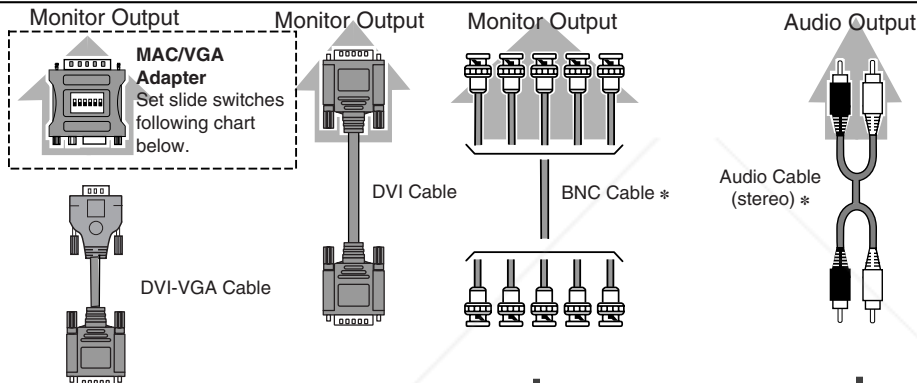 Monitor Output
MAC/VGA
Adapter
Set slide switches
following chart
below.
DVI-VGA Cable
Monitor Output
DVI Cable
Monitor Output
BNC Cable *
Audio Output
Audio Cable
(stereo) *